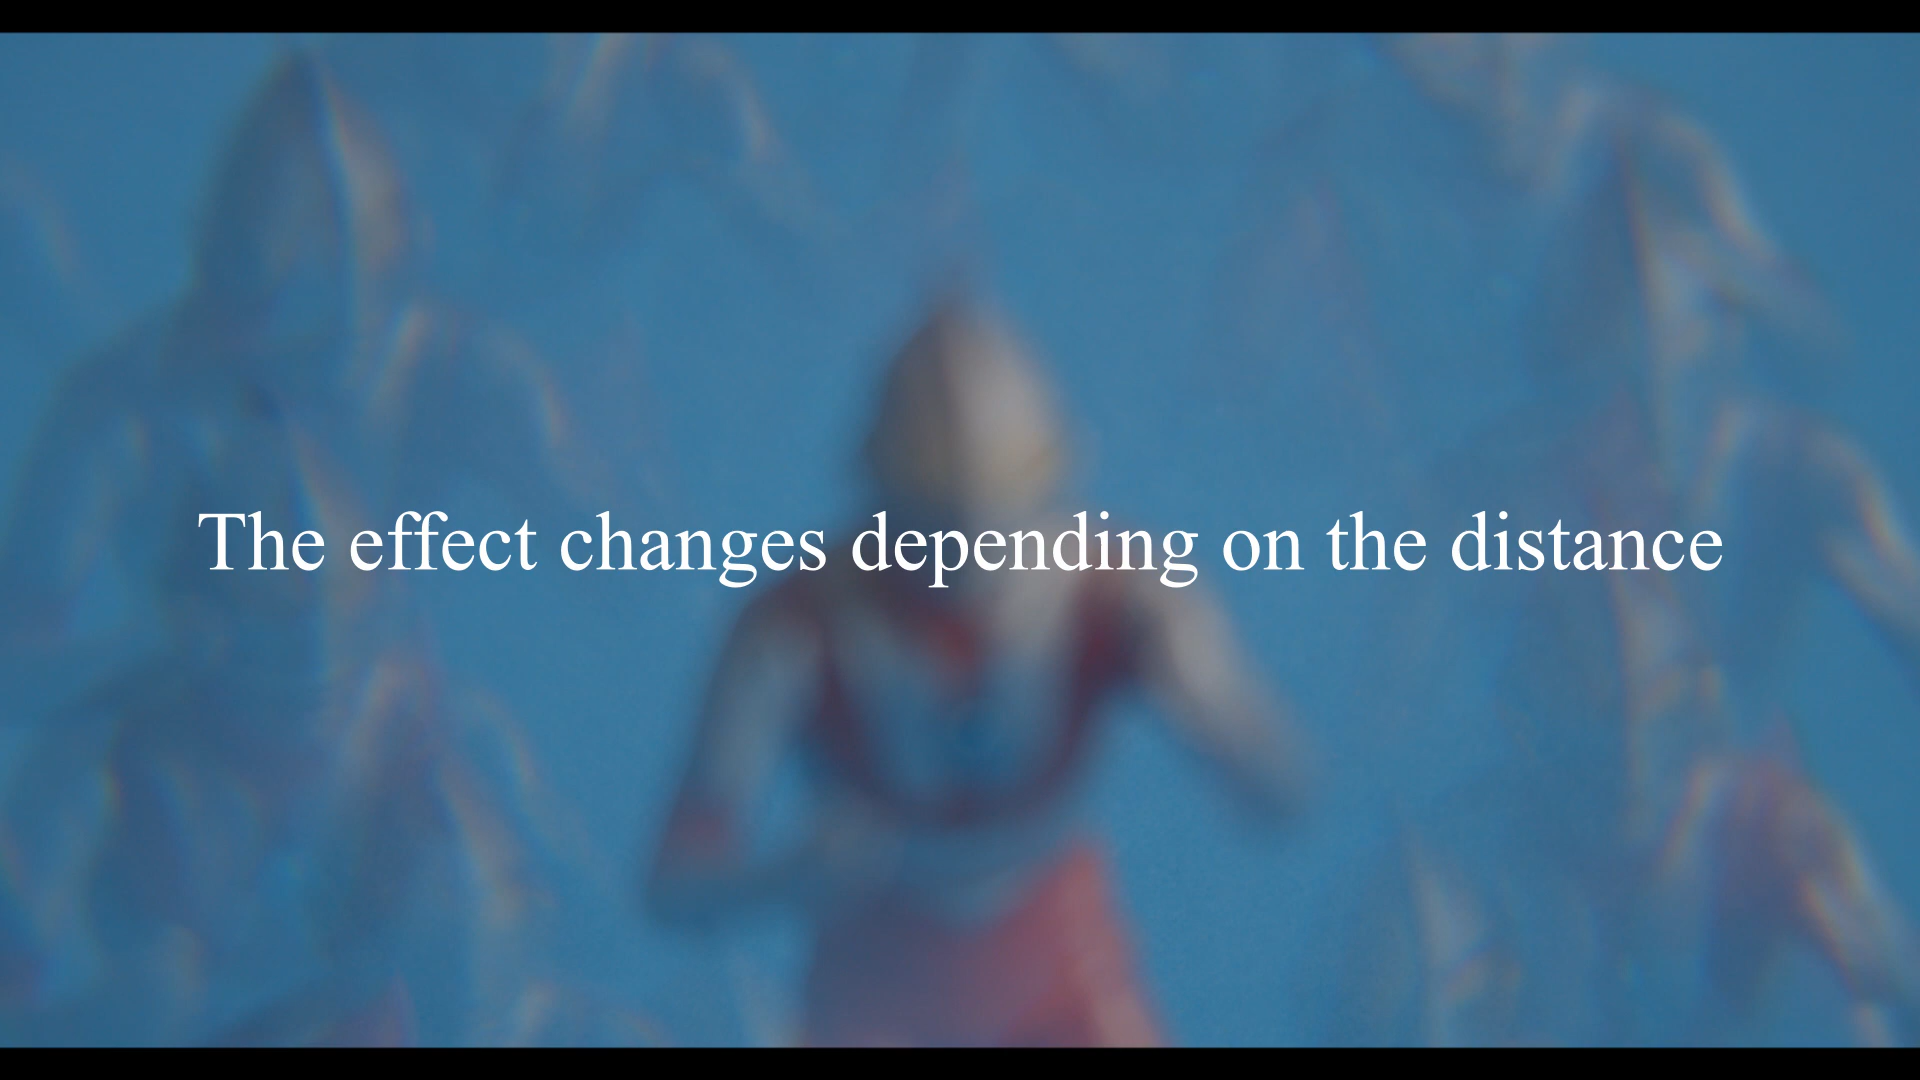 The effect changes depending on the distance